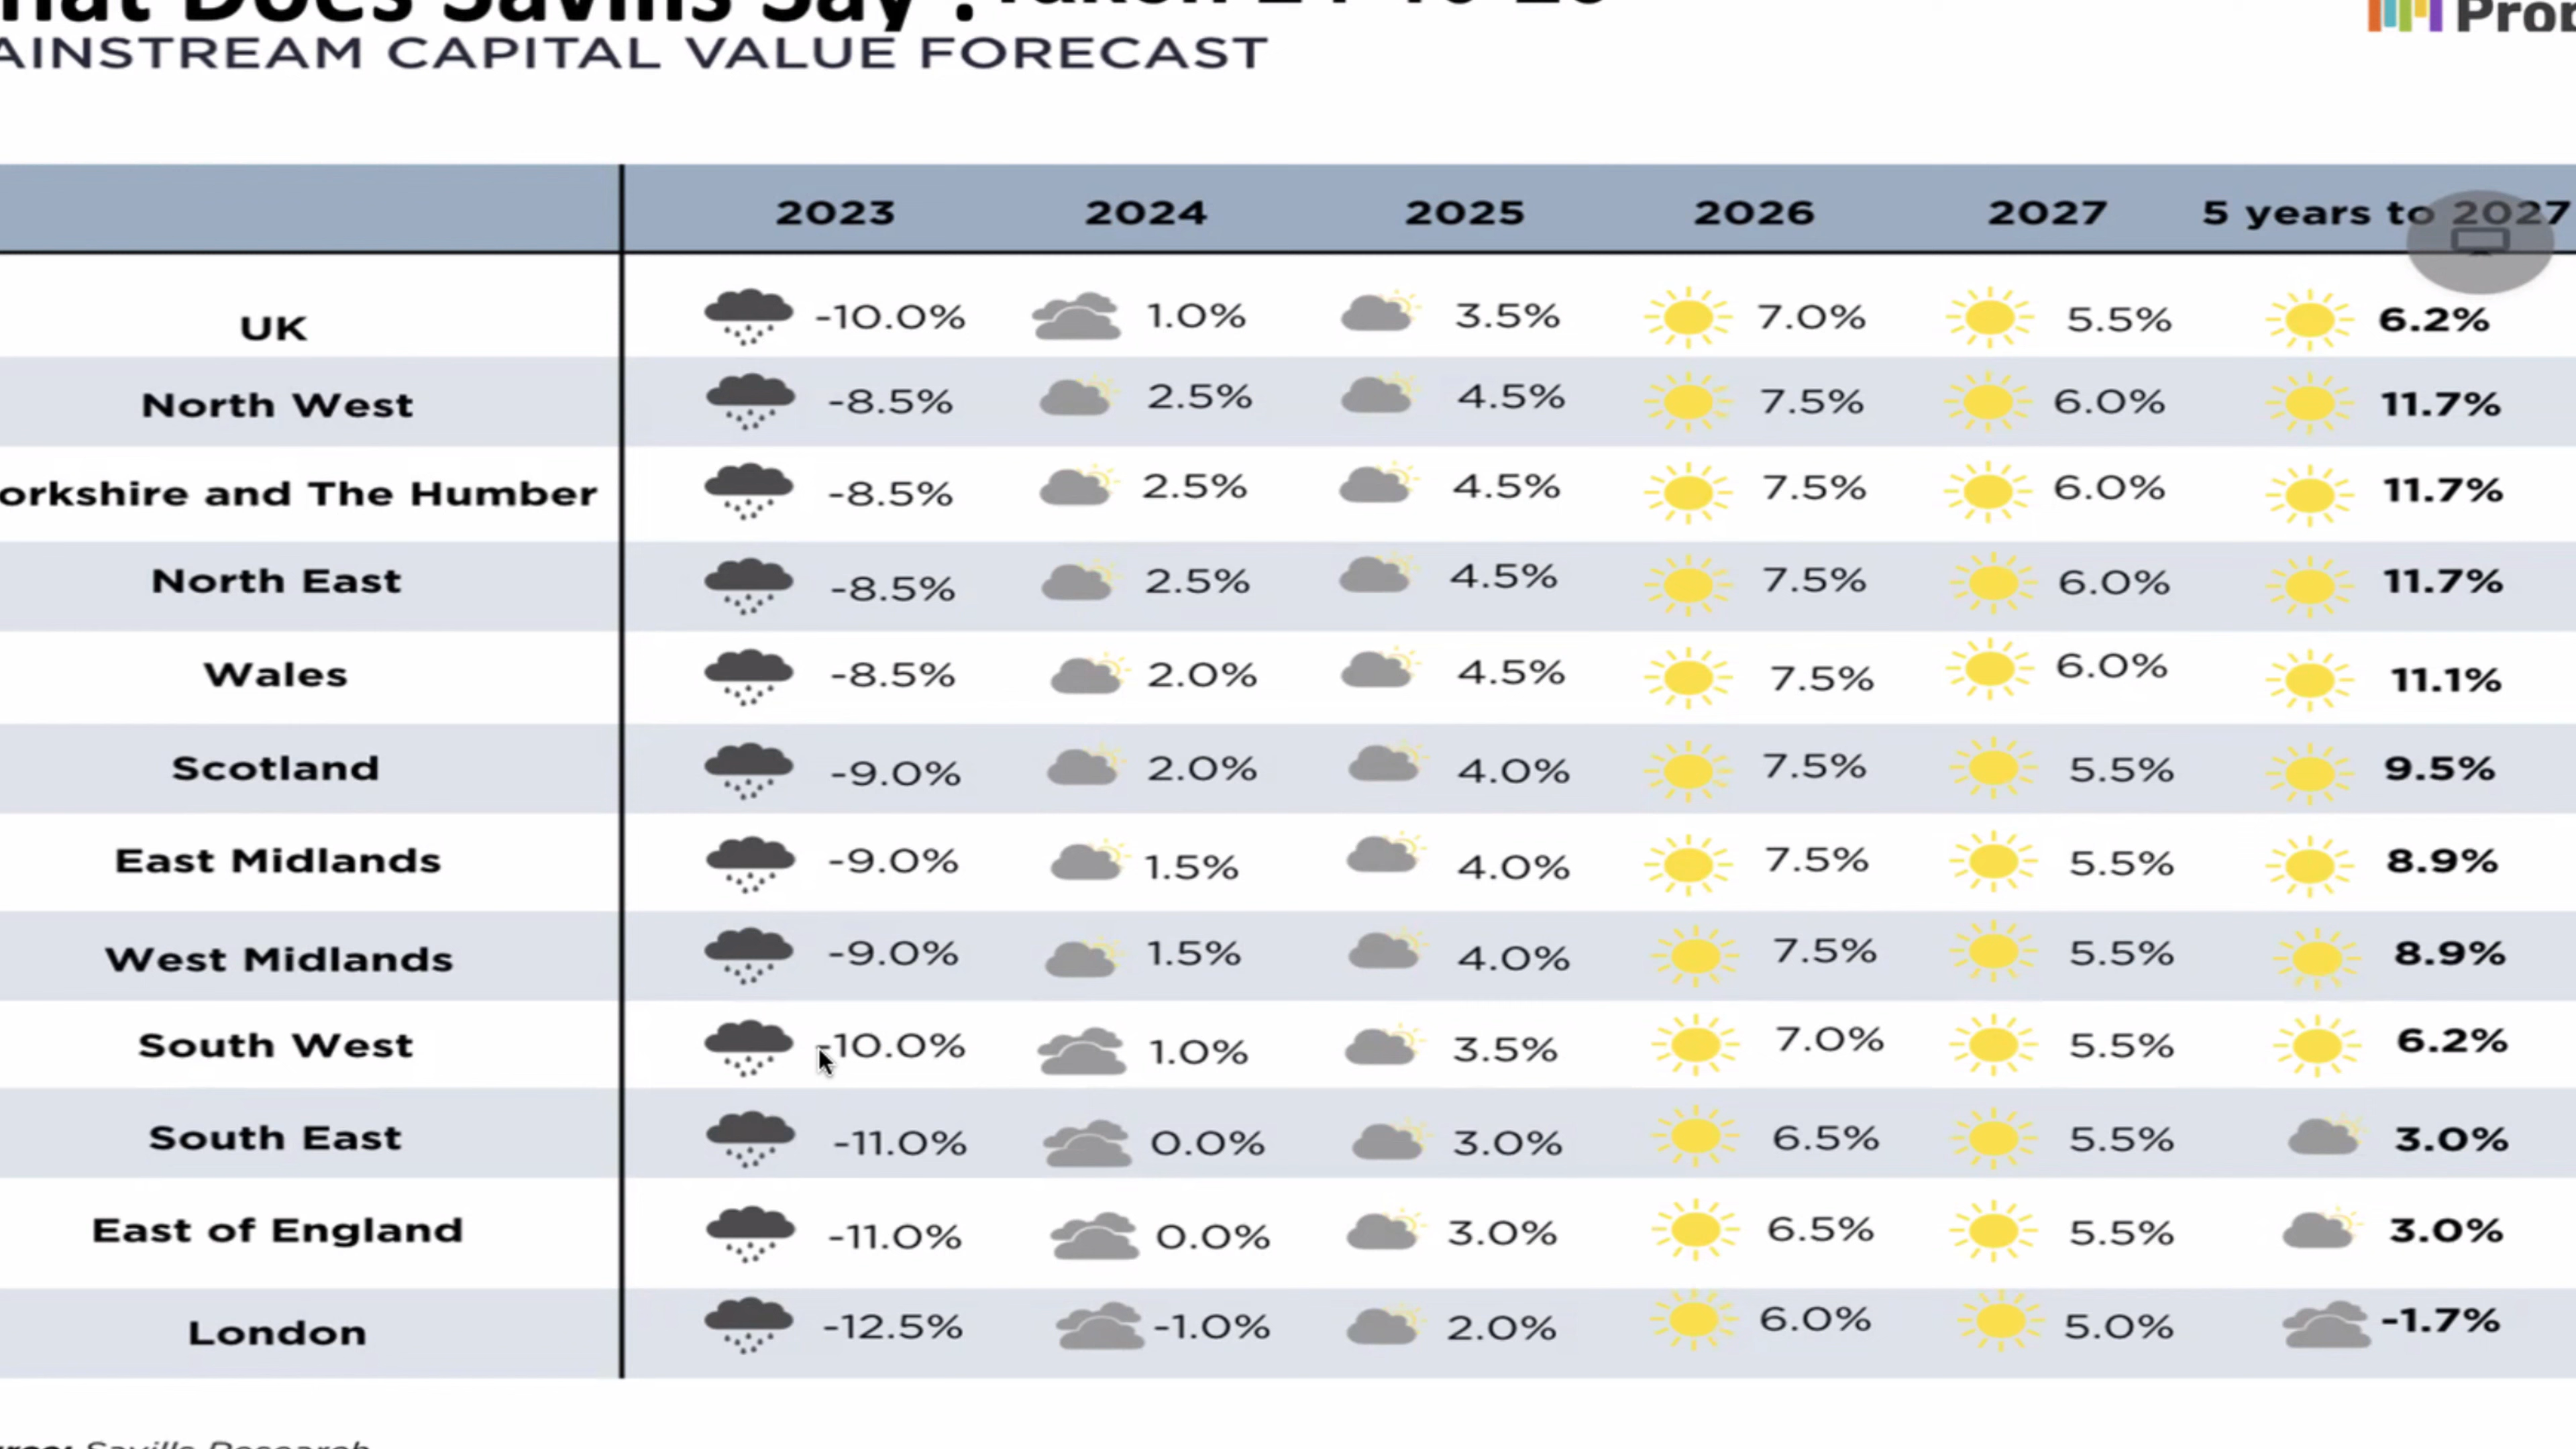 Does Savills Say
MAINSTREAM CAPITAL VALUE FORECAST
2023 2024 2025 2026 2027 5 years to 2027
UK -10.0% 1.0% 3.5% 7.0% 5.5% 6.2%
North West -8.5% 2.5% 4.5% 7.5% 6.0% 11.7%
orkshire and The Humber -8.5% 2.5% 4.5% 7.5% 6.0% 11.7%
North East -8.5% 2.5% 4.5% 7.5% 6.0% 11.7%
Wales -8.5% 2.0% 4.5% 7.5% 6.0% 11.1%
Scotland -9.0% 2.0% 4.0% 7.5% 5.5% 9.5%
East Midlands -9.0% 1.5% 4.0% 7.5% 5.5% 8.9%
West Midlands -9.0% 1.5% 4.0% 7.5% 5.5% 8.9%
South West -10.0% 1.0% 3.5% 7.0% 5.5% 6.2%
South East -11.0% 0.0% 3.0% 6.5% 5.5% 3.0%
East of England -11.0% 0.0% 3.0% 6.5% 5.5% 3.0%
London -12.5% -1.0% 2.0% 6.0% 5.0% -1.7%
Savills Research